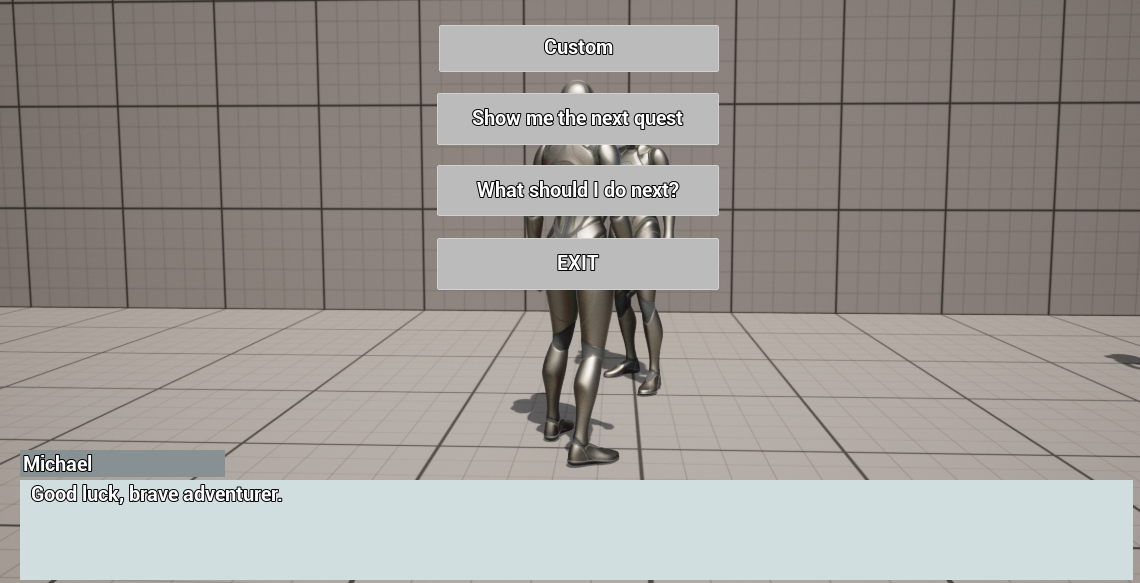 Custom
Show me the next quest
What should I do next?
EXIT
Michael
Good luck, brave adventurer.